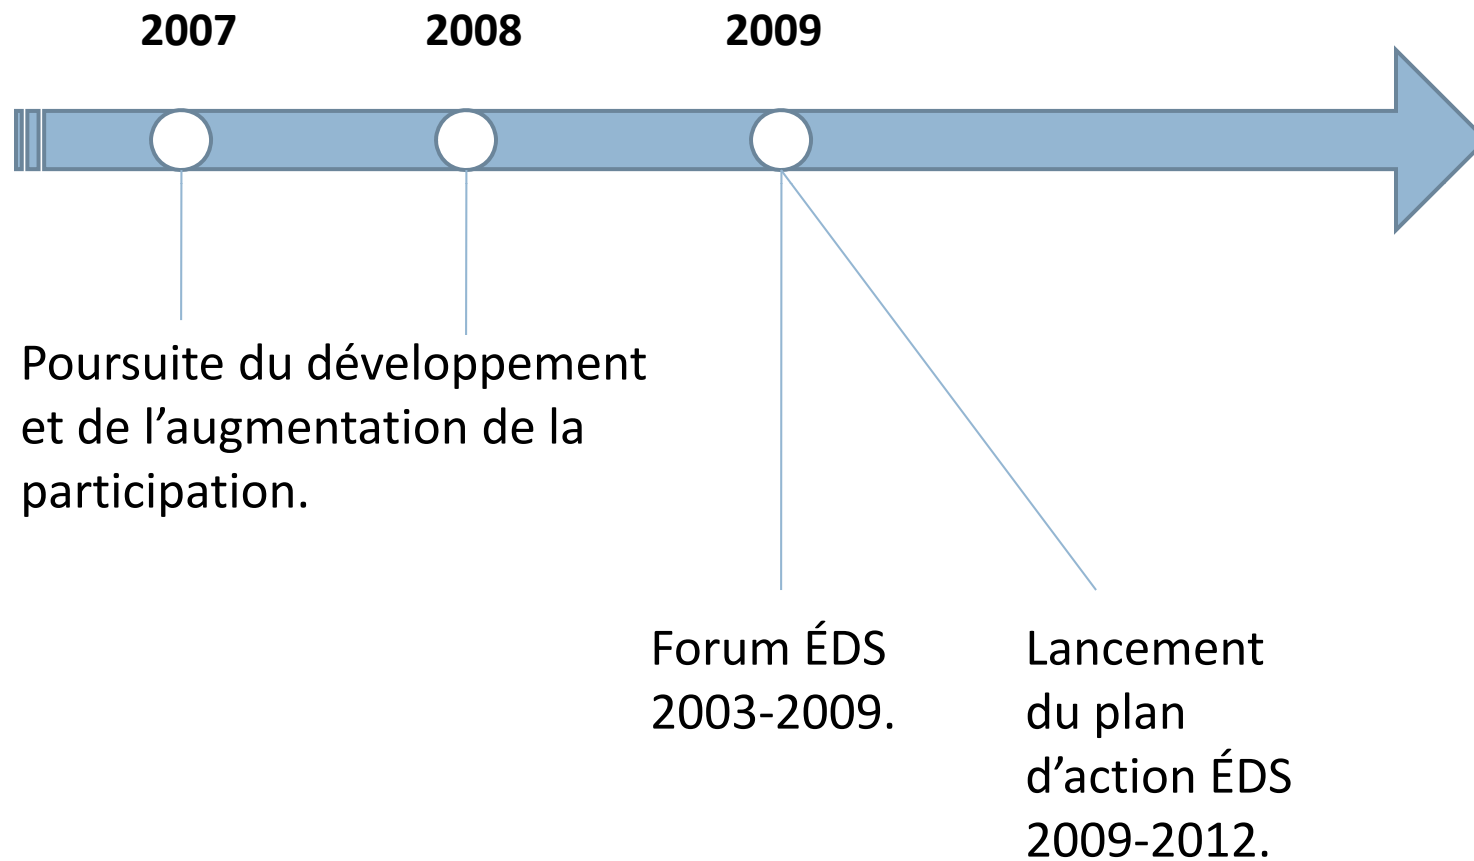 2007 2008 2009
Poursuite du développement
et de l’augmentation de la
participation.
Forum ÉDS
2003-2009.
Lancement
du plan
d’action ÉDS
2009-2012.